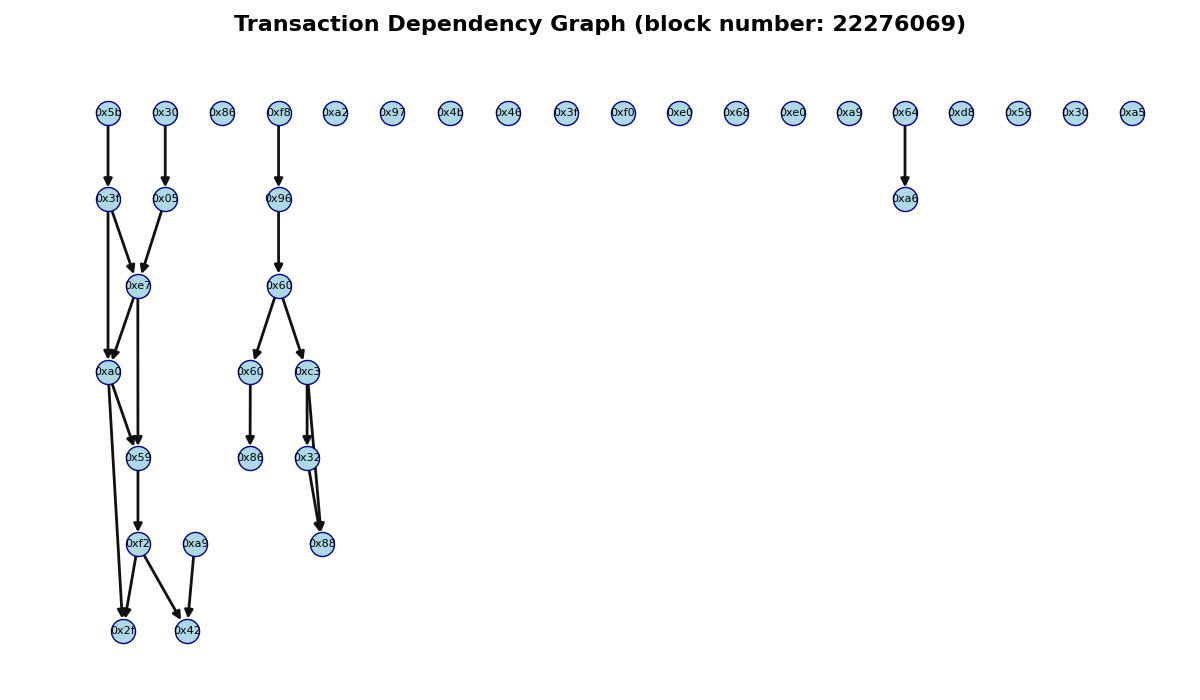 Transaction Dependency Graph (block number: 22276069)
0x5b 0x30 0x86 0xf8 0xa2 0x97 0x4b 0x46 0x3f 0xf0 0xe0 0x68 0xe0 0xa9 0x64 0xd8 0x56 0x30 0xa5
0x3f 0x05 0x96 0xa6
0xe7 0x60
0xa0 0x60 0xc3
0x59 0x86 0x32
0xf2 0xa9 0x88
0x2f 0x42